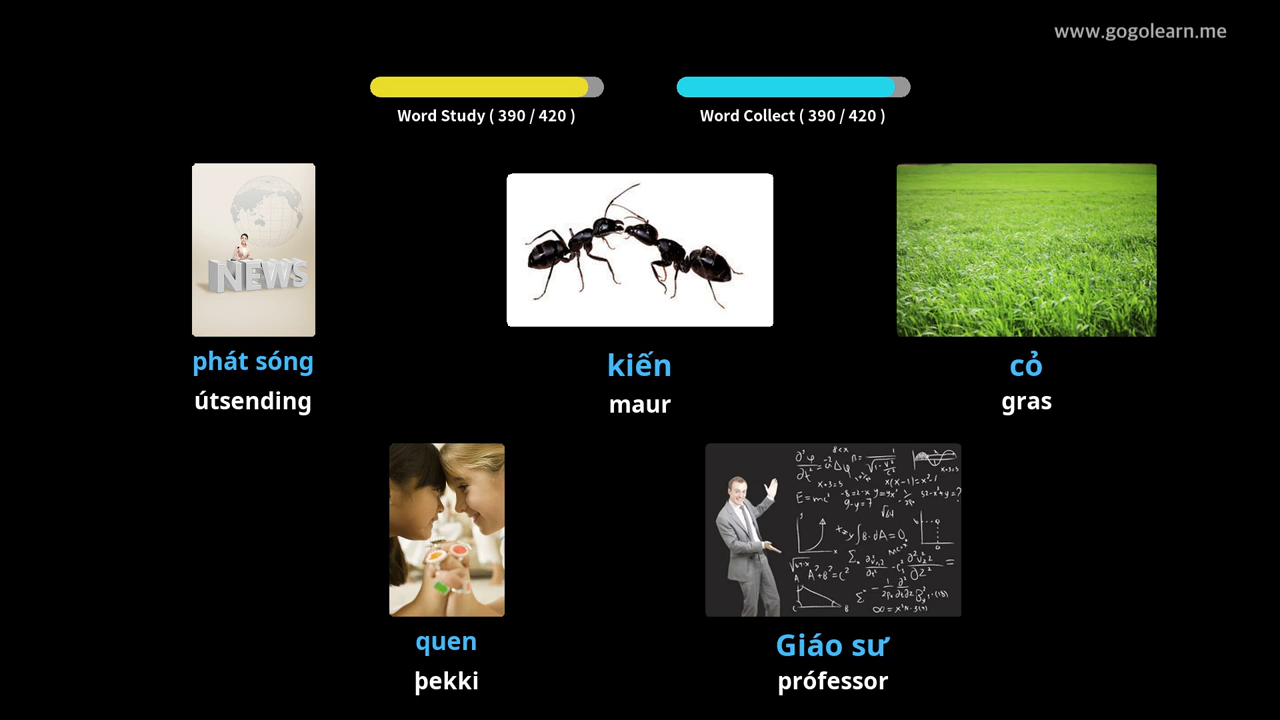 www.gogolearn.me
Word Study ( 390 / 420 )
Word Collect ( 390 / 420 )
NEWS
phát sóng
útsending
kiến
maur
cỏ
gras
quen
þekki
Giáo sư
prófessor